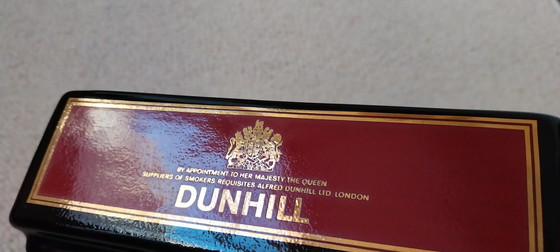 BY APPOINTMENT TO HER MAJESTY THE QUEEN
SUPPLIERS OF SMOKERS REQUISITES ALFRED DUNHILL LTD LONDON
DUNHILL